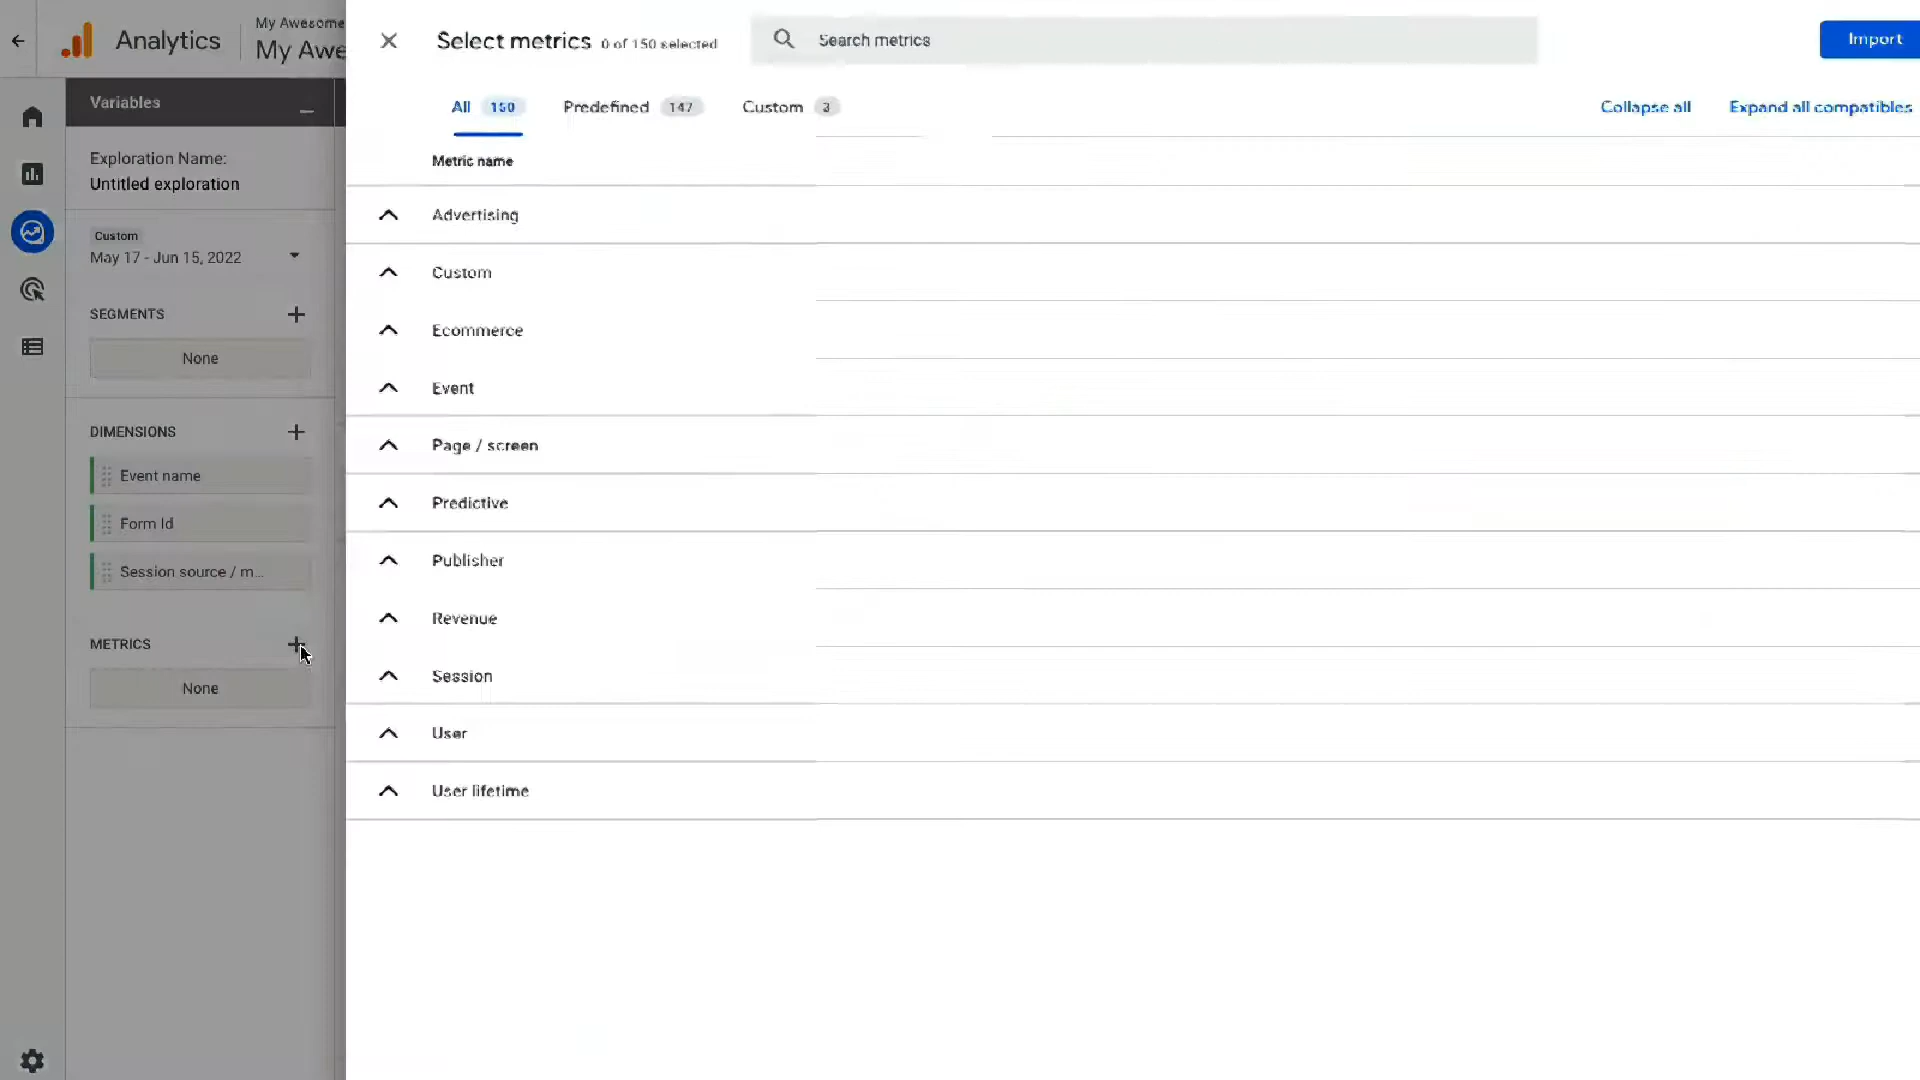 Analytics
My Awesome
My Awe
Select metrics 0 of 150 selected
Search metrics
Import
Variables
All 150
Predefined 147
Custom 3
Collapse all
Expand all compatibles
Metric name
Exploration Name:
Untitled exploration
Custom
May 17 - Jun 15, 2022
SEGMENTS
None
DIMENSIONS
Event name
Form Id
Session source / m...
METRICS
None
Advertising
Custom
Ecommerce
Event
Page / screen
Predictive
Publisher
Revenue
Session
User
User lifetime